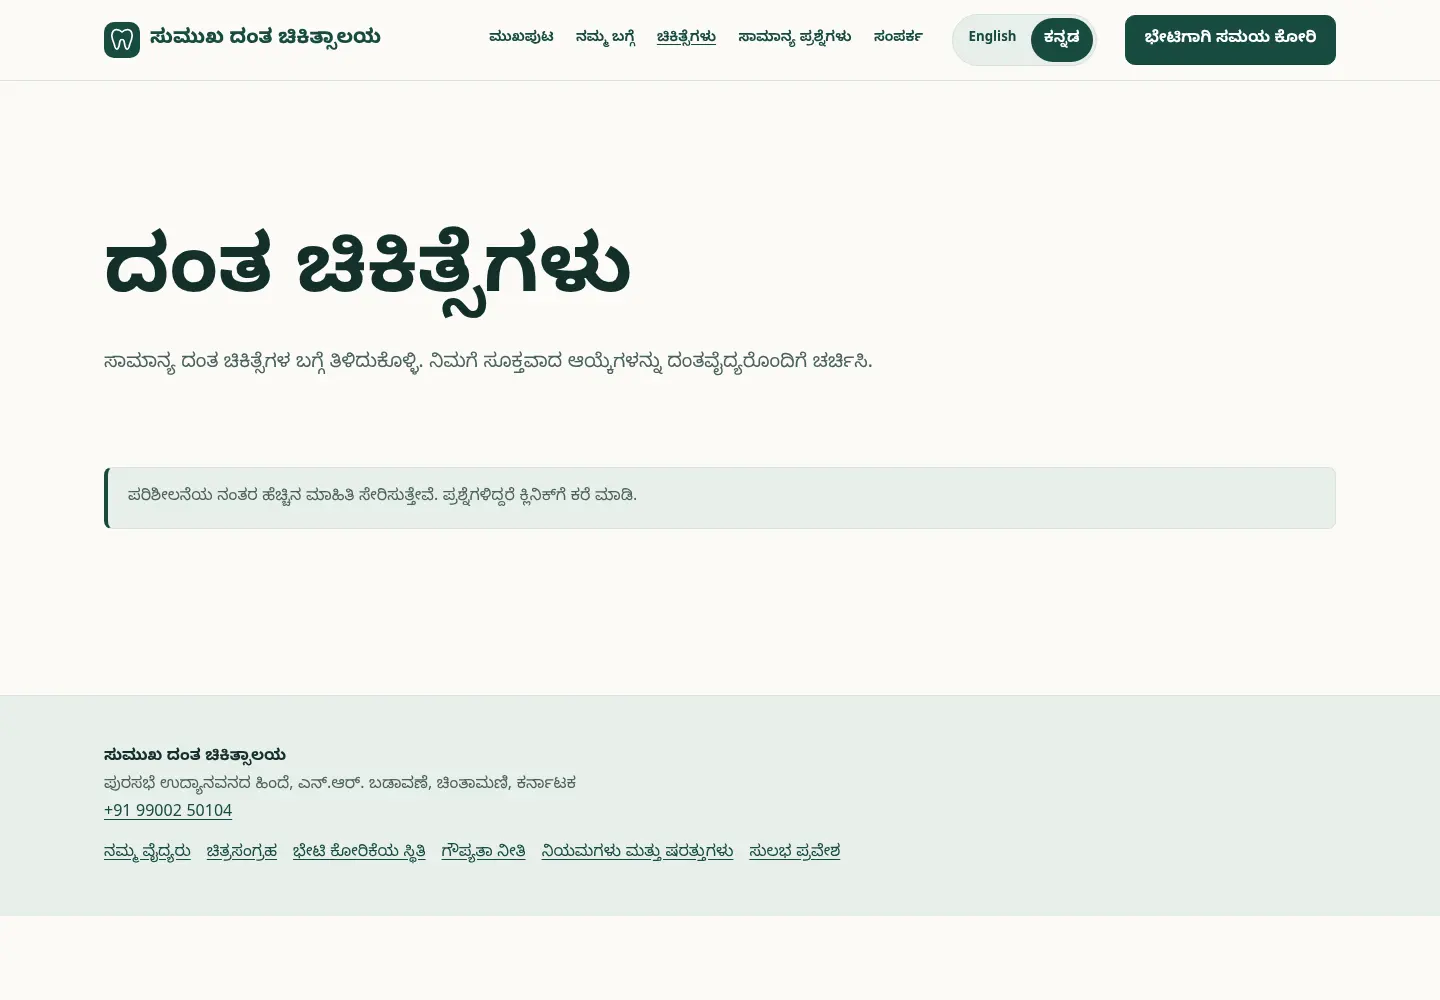 ಸುಮುಖ ದಂತ ಚಿಕಿತ್ಸಾಲಯ
ಮುಖಪುಟ
ನಮ್ಮ ಬಗ್ಗೆ
ಚಿಕಿತ್ಸೆಗಳು
ಸಾಮಾನ್ಯ ಪ್ರಶ್ನೆಗಳು
ಸಂಪರ್ಕ
English
ಕನ್ನಡ
ಭೇಟಿಗಾಗಿ ಸಮಯ ಕೋರಿ
ದಂತ ಚಿಕಿತ್ಸೆಗಳು
ಸಾಮಾನ್ಯ ದಂತ ಚಿಕಿತ್ಸೆಗಳ ಬಗ್ಗೆ ತಿಳಿದುಕೊಳ್ಳಿ. ನಿಮಗೆ ಸೂಕ್ತವಾದ ಆಯ್ಕೆಗಳನ್ನು ದಂತವೈದ್ಯರೊಂದಿಗೆ ಚರ್ಚಿಸಿ.
ಪರಿಶೀಲನೆಯ ನಂತರ ಹೆಚ್ಚಿನ ಮಾಹಿತಿ ಸೇರಿಸುತ್ತೇವೆ. ಪ್ರಶ್ನೆಗಳಿದ್ದರೆ ಕ್ಲಿನಿಕ್‌ಗೆ ಕರೆ ಮಾಡಿ.
ಸುಮುಖ ದಂತ ಚಿಕಿತ್ಸಾಲಯ
ಪುರಸಭೆ ಉದ್ಯಾನವನದ ಹಿಂದೆ, ಎನ್.ಆರ್. ಬಡಾವಣೆ, ಚಿಂತಾಮಣಿ, ಕರ್ನಾಟಕ
+91 99002 50104
ನಮ್ಮ ವೈದ್ಯರು
ಚಿತ್ರಸಂಗ್ರಹ
ಭೇಟಿ ಕೋರಿಕೆಯ ಸ್ಥಿತಿ
ಗೌಪ್ಯತಾ ನೀತಿ
ನಿಯಮಗಳು ಮತ್ತು ಷರತ್ತುಗಳು
ಸುಲಭ ಪ್ರವೇಶ